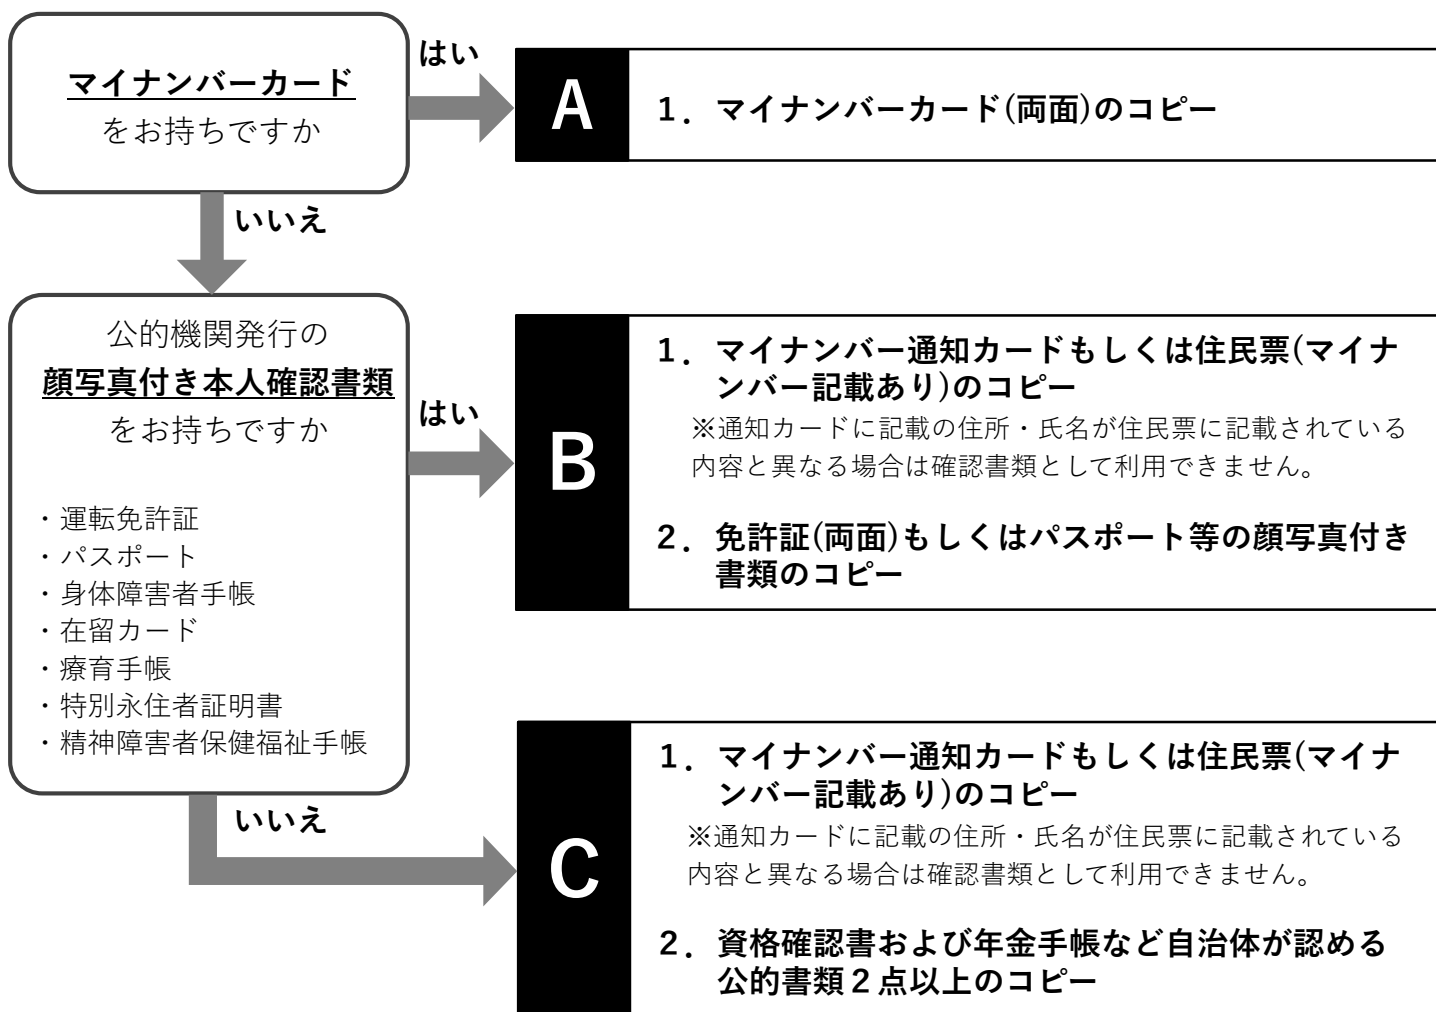 マイナンバーカード
をお持ちですか
はい
A
1．マイナンバーカード(両面)のコピー
いいえ
公的機関発行の
顔写真付き本人確認書類
をお持ちですか
・運転免許証
・パスポート
・身体障害者手帳
・在留カード
・療育手帳
・特別永住者証明書
・精神障害者保健福祉手帳
はい
B
1．マイナンバー通知カードもしくは住民票(マイナ
ンバー記載あり)のコピー
※通知カードに記載の住所・氏名が住民票に記載されている
内容と異なる場合は確認書類として利用できません。
2．免許証(両面)もしくはパスポート等の顔写真付き
書類のコピー
いいえ
C
1．マイナンバー通知カードもしくは住民票(マイナ
ンバー記載あり)のコピー
※通知カードに記載の住所・氏名が住民票に記載されている
内容と異なる場合は確認書類として利用できません。
2．資格確認書および年金手帳など自治体が認める
公的書類２点以上のコピー